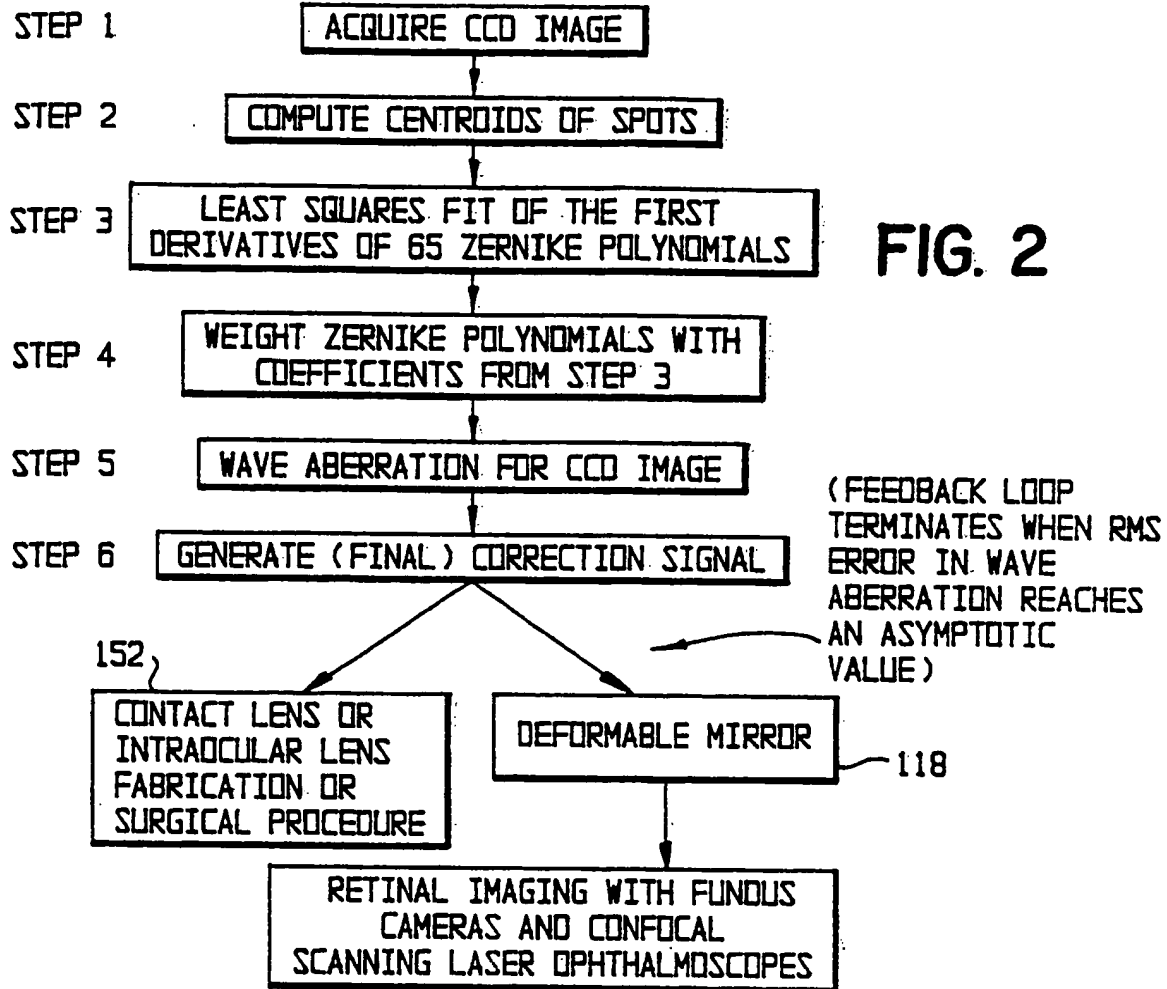 STEP 1
ACQUIRE CCD IMAGE
STEP 2
COMPUTE CENTROIDS OF SPOTS
STEP 3
LEAST SQUARES FIT OF THE FIRST
DERIVATIVES OF 65 ZERNIKE POLYNOMIALS
FIG. 2
STEP 4
WEIGHT ZERNIKE POLYNOMIALS WITH
COEFFICIENTS FROM STEP 3
STEP 5
WAVE ABERRATION FOR CCD IMAGE
STEP 6
GENERATE (FINAL) CORRECTION SIGNAL
(FEEDBACK LOOP
TERMINATES WHEN RMS
ERROR IN WAVE
ABERRATION REACHES
AN ASYMPTOTIC
VALUE)
152
CONTACT LENS OR
INTRAOCULAR LENS
FABRICATION OR
SURGICAL PROCEDURE
DEFORMABLE MIRROR
118
RETINAL IMAGING WITH FUNDUS
CAMERAS AND CONFOCAL
SCANNING LASER OPHTHALMOSCOPES